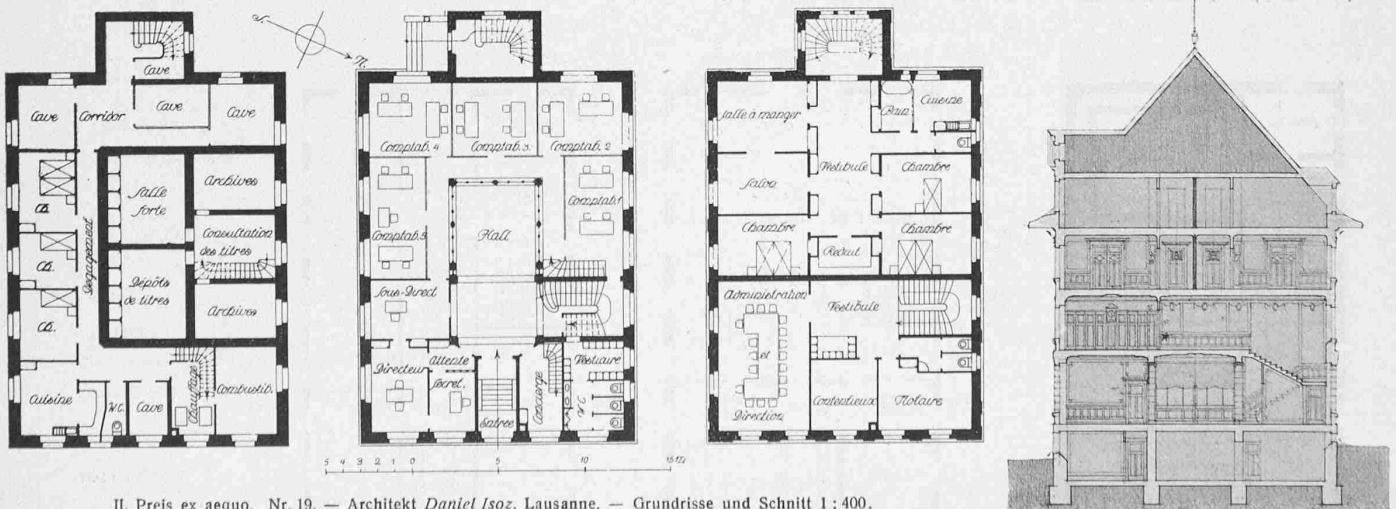 S.
N.
Cave
Cave
Corridor
Cave
Cave
Ch.
Ch.
Ch.
Dégagement
Salle
forte
Archives
Consultation
des titres
Dépôts
de titres
Archives
Cuisine
W.C.
Cave
Chauffage
Combustib.
Comptab. 4
Comptab. 3.
Comptab. 2
Comptab. 5
Hall
Comptab. 1
Sous-Direct
Directeur
Attente
Secret.
Entrée
Concierge
Vestiaire
W.C.
5 4 3 2 1 0 5 10 15 m
Salle à manger
Bain
Cuisine
Salon
Vestibule
Chambre
Chambre
Réduit
Chambre
Administration
et
Direction
Vestibule
Contentieux
Notaire
II. Preis ex aequo. Nr. 19. — Architekt Daniel Isoz, Lausanne. — Grundrisse und Schnitt 1 : 400.